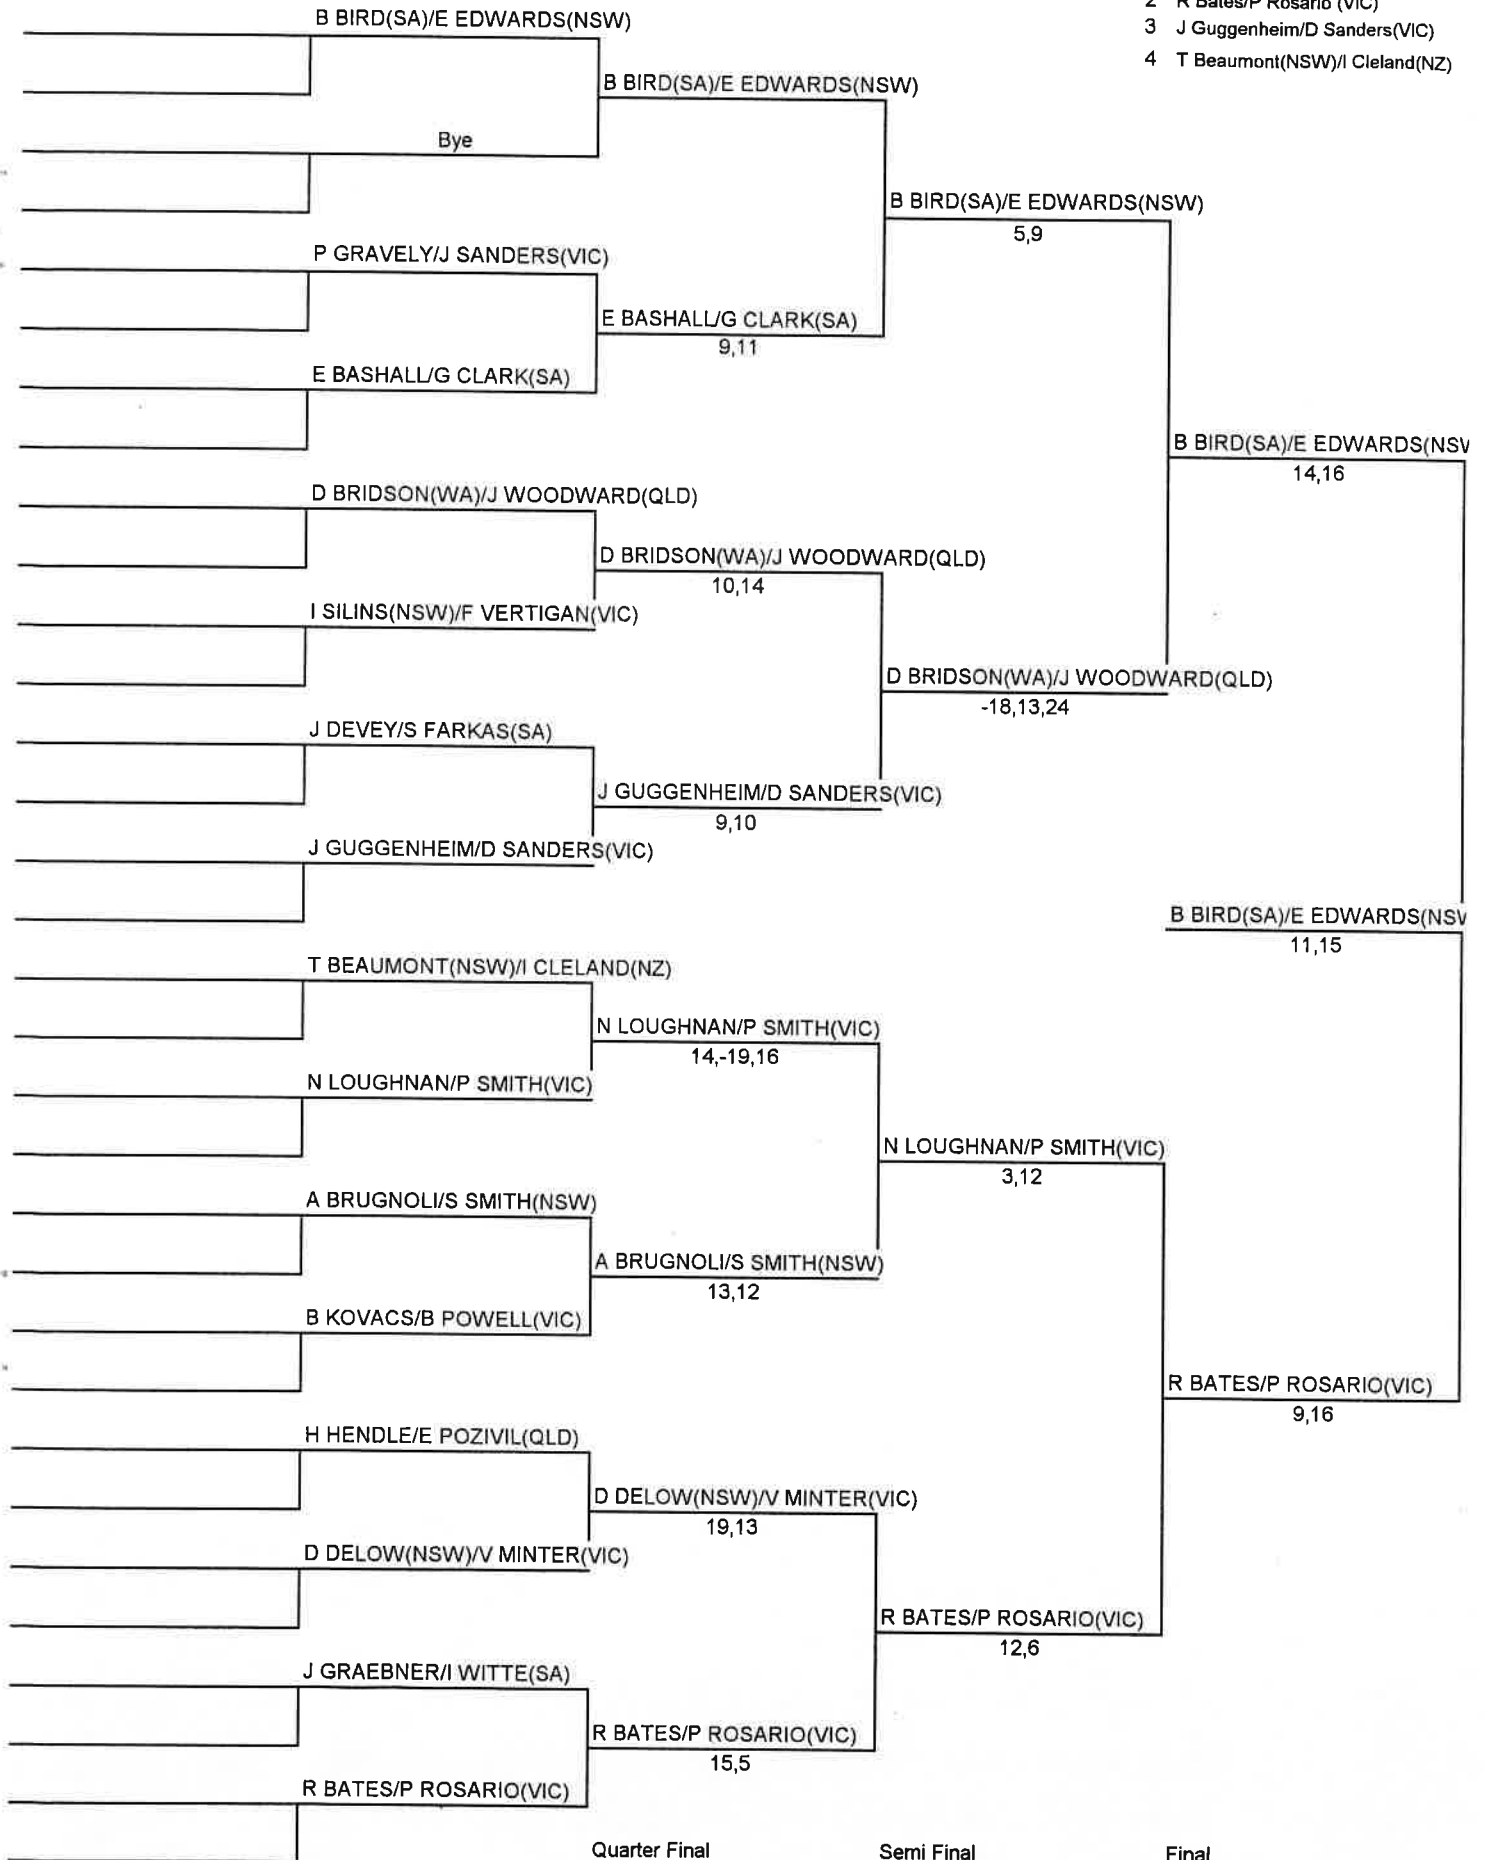 B BIRD(SA)/E EDWARDS(NSW)
2 R Bates/P Rosario (VIC)
3 J Guggenheim/D Sanders(VIC)
4 T Beaumont(NSW)/I Cleland(NZ)
B BIRD(SA)/E EDWARDS(NSW)
Bye
B BIRD(SA)/E EDWARDS(NSW)
5,9
P GRAVELY/J SANDERS(VIC)
E BASHALL/G CLARK(SA)
9,11
E BASHALL/G CLARK(SA)
B BIRD(SA)/E EDWARDS(NSW
14,16
D BRIDSON(WA)/J WOODWARD(QLD)
D BRIDSON(WA)/J WOODWARD(QLD)
10,14
I SILINS(NSW)/F VERTIGAN(VIC)
D BRIDSON(WA)/J WOODWARD(QLD)
-18,13,24
J DEVEY/S FARKAS(SA)
J GUGGENHEIM/D SANDERS(VIC)
9,10
J GUGGENHEIM/D SANDERS(VIC)
B BIRD(SA)/E EDWARDS(NSW
11,15
T BEAUMONT(NSW)/I CLELAND(NZ)
N LOUGHNAN/P SMITH(VIC)
14,-19,16
N LOUGHNAN/P SMITH(VIC)
N LOUGHNAN/P SMITH(VIC)
3,12
A BRUGNOLI/S SMITH(NSW)
A BRUGNOLI/S SMITH(NSW)
13,12
B KOVACS/B POWELL(VIC)
R BATES/P ROSARIO(VIC)
9,16
H HENDLE/E POZIVIL(QLD)
D DELOW(NSW)/V MINTER(VIC)
19,13
D DELOW(NSW)/V MINTER(VIC)
R BATES/P ROSARIO(VIC)
12,6
J GRAEBNER/I WITTE(SA)
R BATES/P ROSARIO(VIC)
15,5
R BATES/P ROSARIO(VIC)
Quarter Final
Semi Final
Final